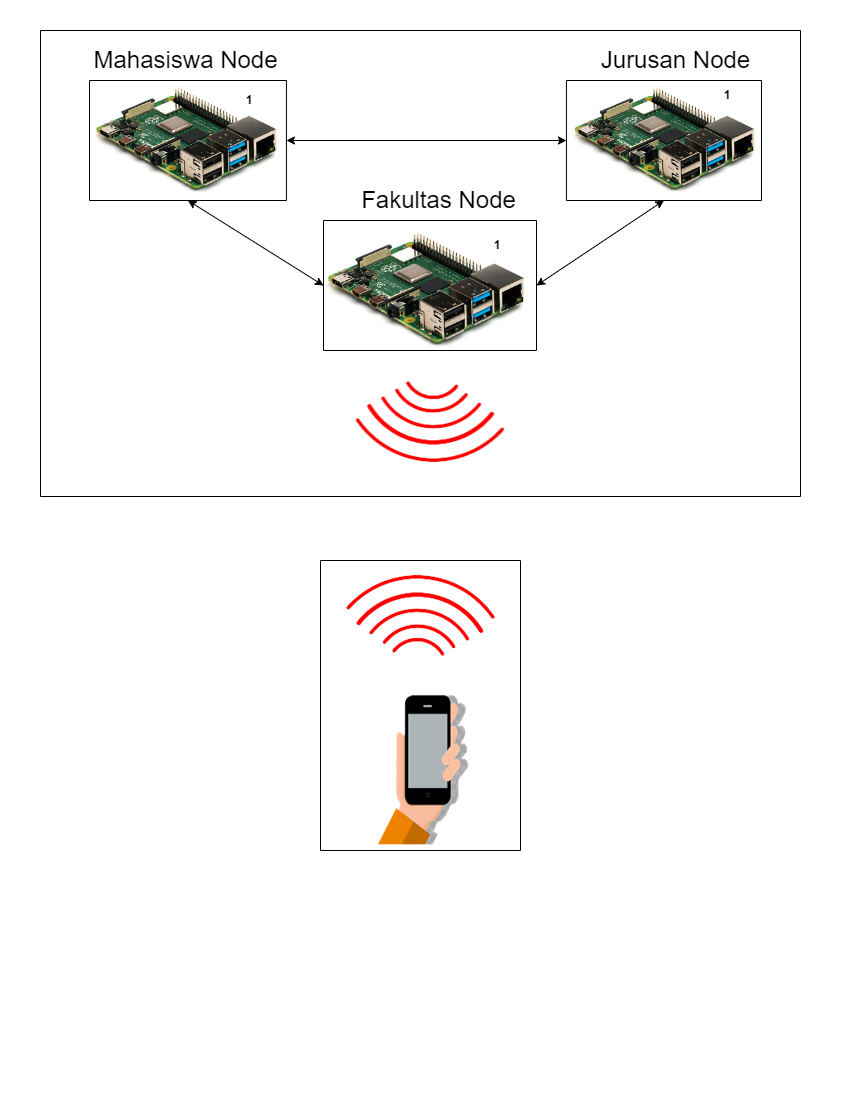 Mahasiswa Node
Jurusan Node
1
1
Fakultas Node
1